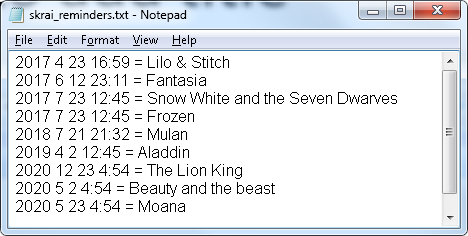 skrai_reminders.txt - Notepad
File Edit Format View Help
2017 4 23 16:59 = Lilo & Stitch
2017 6 12 23:11 = Fantasia
2017 7 23 12:45 = Snow White and the Seven Dwarves
2017 7 23 12:45 = Frozen
2018 7 21 21:32 = Mulan
2019 4 2 12:45 = Aladdin
2020 12 23 4:54 = The Lion King
2020 5 2 4:54 = Beauty and the beast
2020 5 23 4:54 = Moana